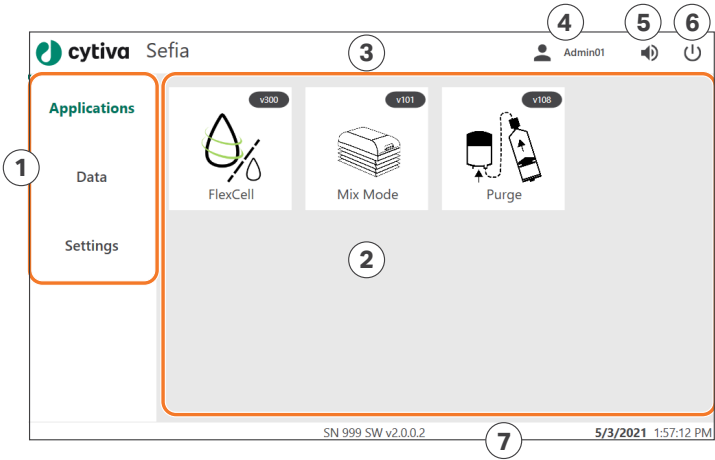 4 5 6
cytiva Sefia 3 Admin01
Applications
v300 v101 v108
1
Data
FlexCell Mix Mode Purge
Settings
2
SN 999 SW v2.0.0.2 7 5/3/2021 1:57:12 PM